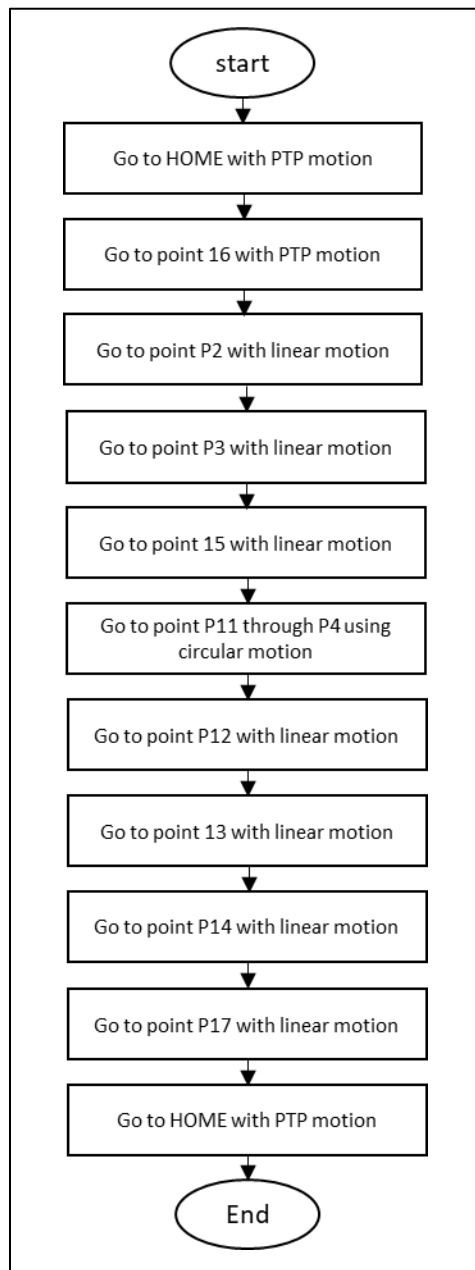 start
Go to HOME with PTP motion
Go to point 16 with PTP motion
Go to point P2 with linear motion
Go to point P3 with linear motion
Go to point 15 with linear motion
Go to point P11 through P4 using
circular motion
Go to point P12 with linear motion
Go to point 13 with linear motion
Go to point P14 with linear motion
Go to point P17 with linear motion
Go to HOME with PTP motion
End